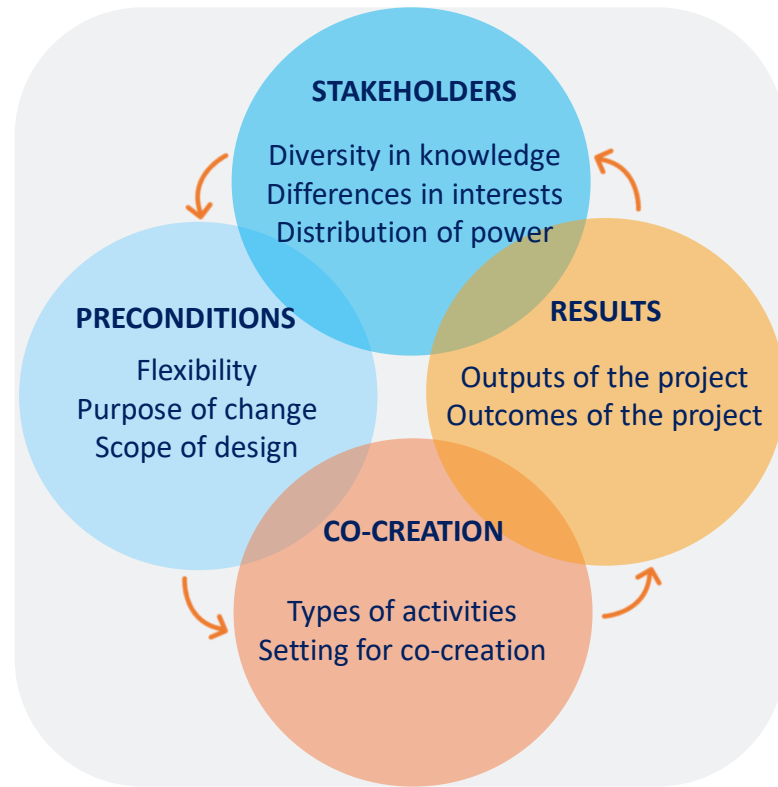 STAKEHOLDERS
Diversity in knowledge
Differences in interests
Distribution of power
PRECONDITIONS
Flexibility
Purpose of change
Scope of design
RESULTS
Outputs of the project
Outcomes of the project
CO-CREATION
Types of activities
Setting for co-creation